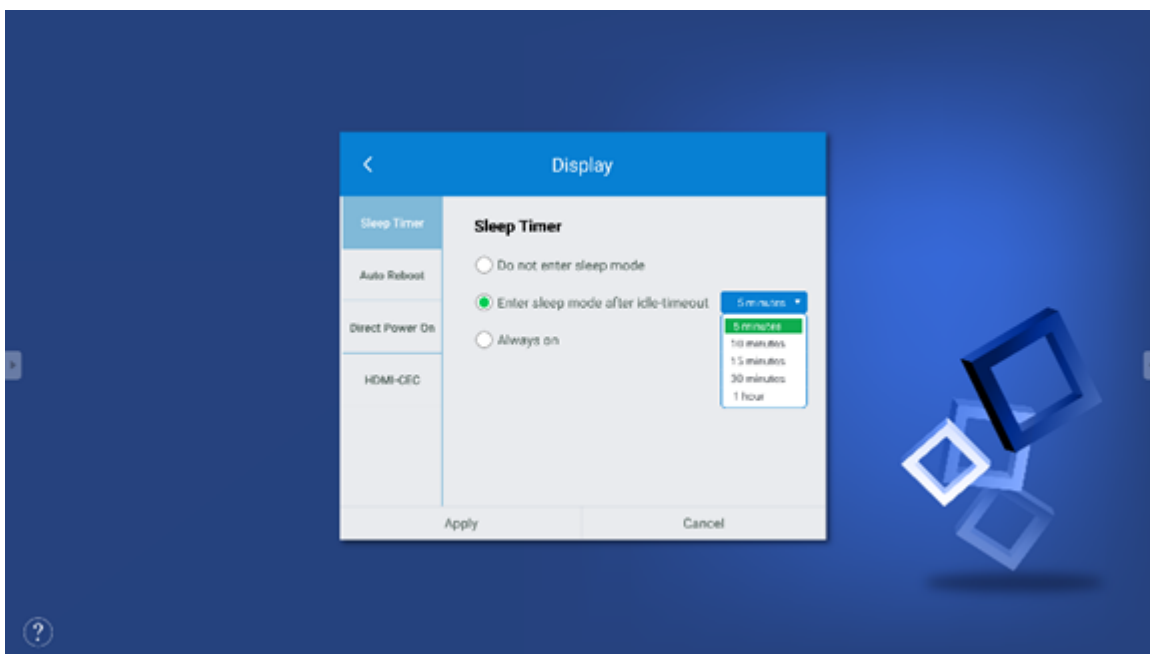 Display
Sleep Timer
Auto Reboot
Direct Power On
HDMI-CEC
Sleep Timer
Do not enter sleep mode
Enter sleep mode after idle-timeout
5 minutes
5 minutes
10 minutes
15 minutes
30 minutes
1 hour
Always on
Apply
Cancel
?